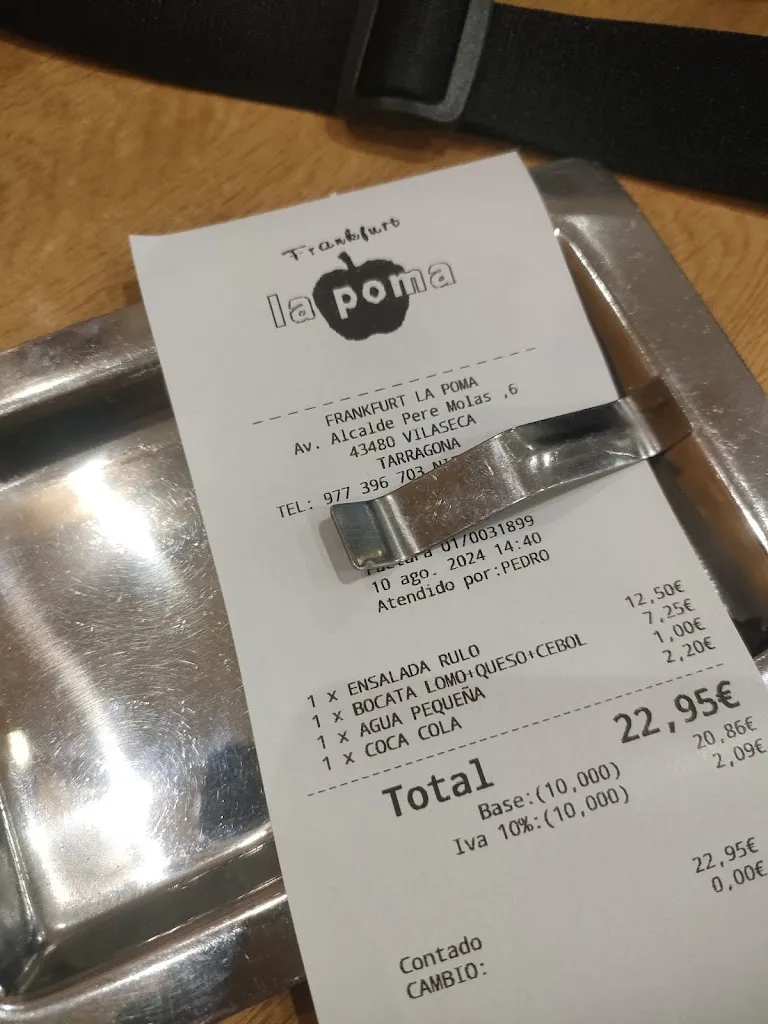 Frankfurt
la poma
FRANKFURT LA POMA
Av. Alcalde Pere Molas ,6
43480 VILASECA
TARRAGONA
TEL: 977 396 703
01/0031899
10 ago. 2024 14:40
Atendido por:PEDRO
1 x ENSALADA RULO 12,50€
1 x BOCATA LOMO+QUESO+CEBOL 7,25€
1 x AGUA PEQUEÑA 1,00€
1 x COCA COLA 2,20€
Total 22,95€
Base:(10,000) 20,86€
Iva 10%:(10,000) 2,09€
Contado 22,95€
CAMBIO: 0,00€